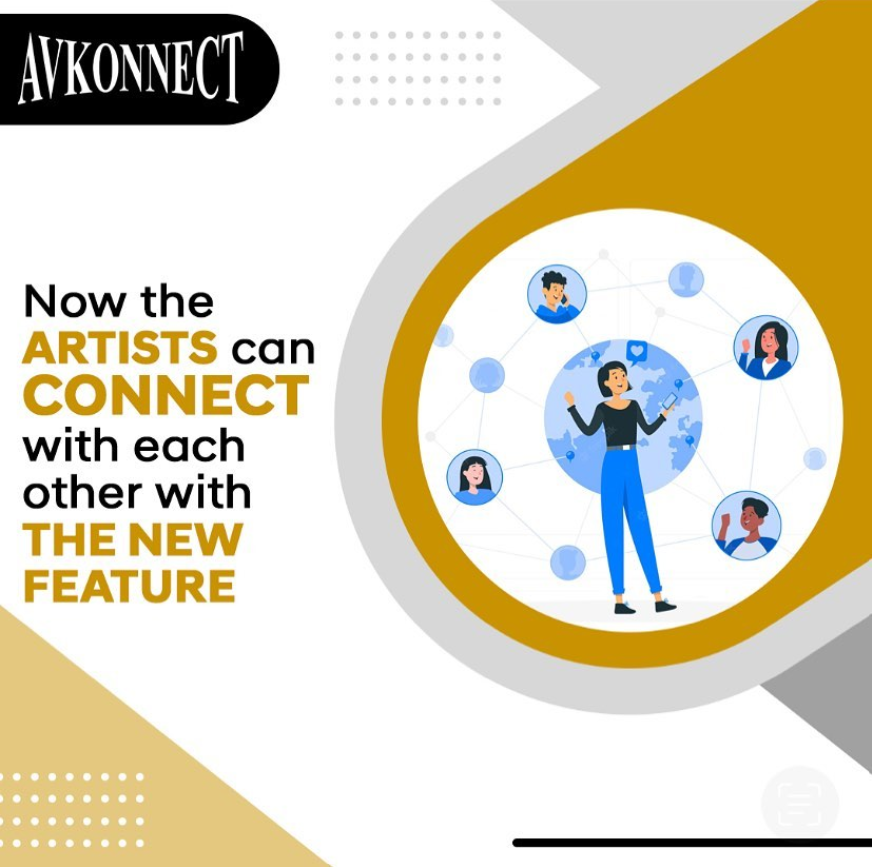 AVKONNECT
Now the
ARTISTS can
CONNECT
with each
other with
THE NEW
FEATURE